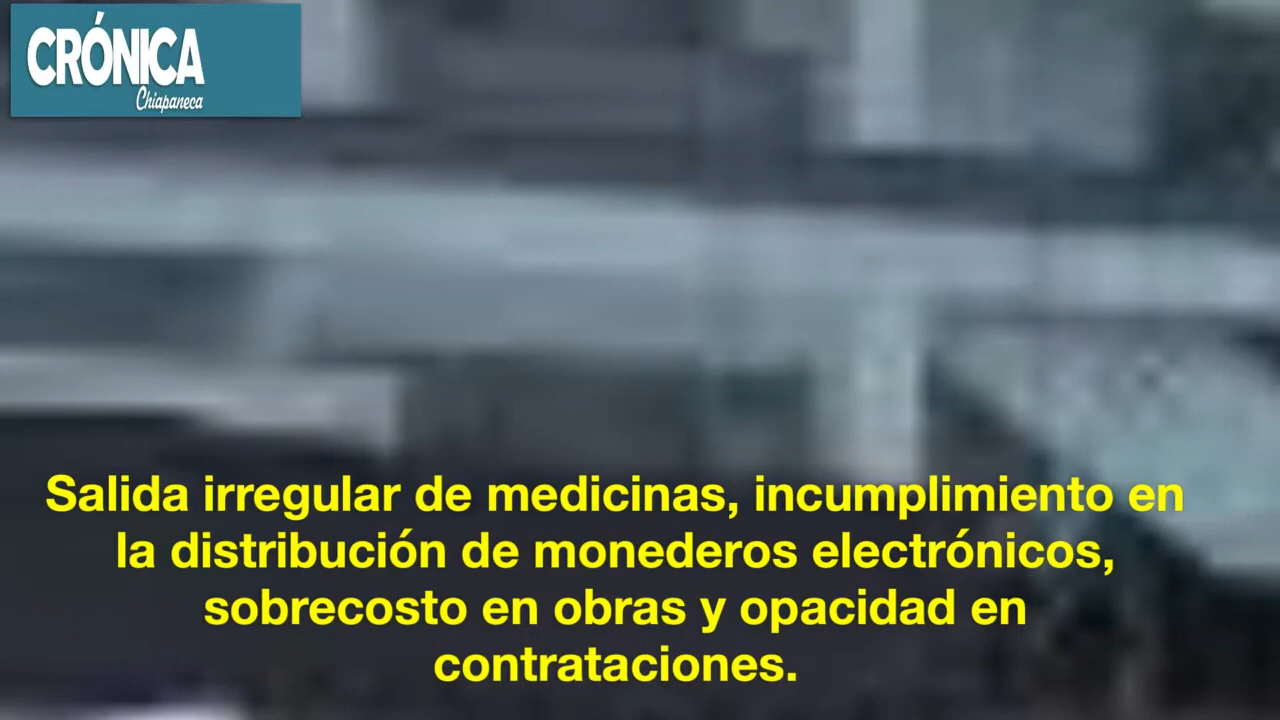 CRÓNICA
Chiapaneca
Salida irregular de medicinas, incumplimiento en
la distribución de monederos electrónicos,
sobrecosto en obras y opacidad en
contrataciones.